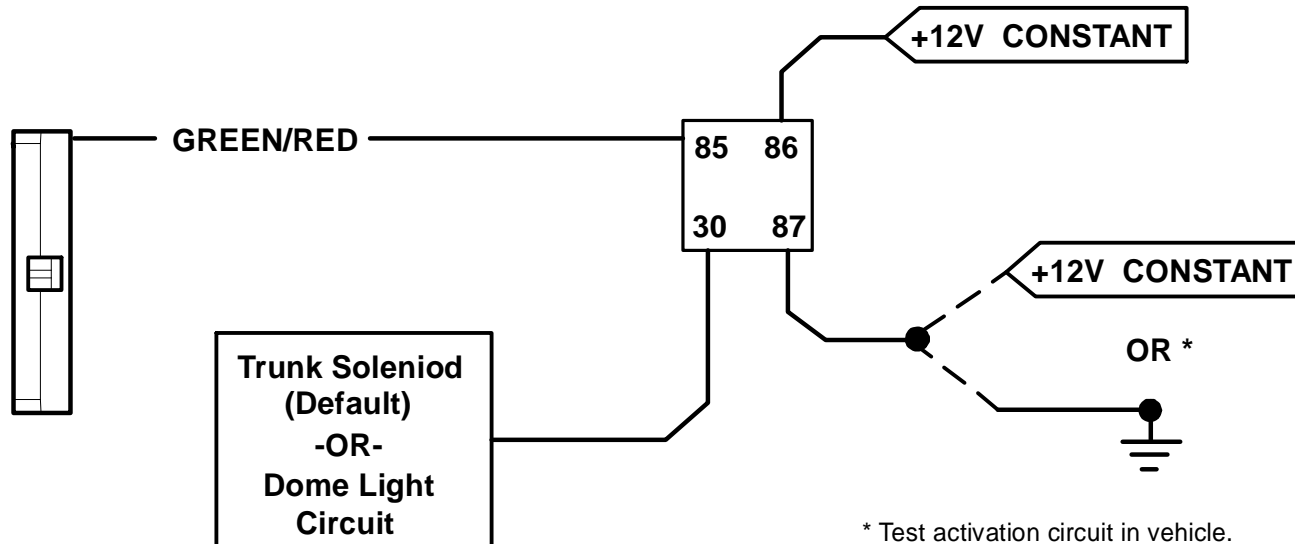 +12V CONSTANT
GREEN/RED
85 86
30 87
+12V CONSTANT
OR *
Trunk Soleniod
(Default)
-OR-
Dome Light
Circuit
* Test activation circuit in vehicle.